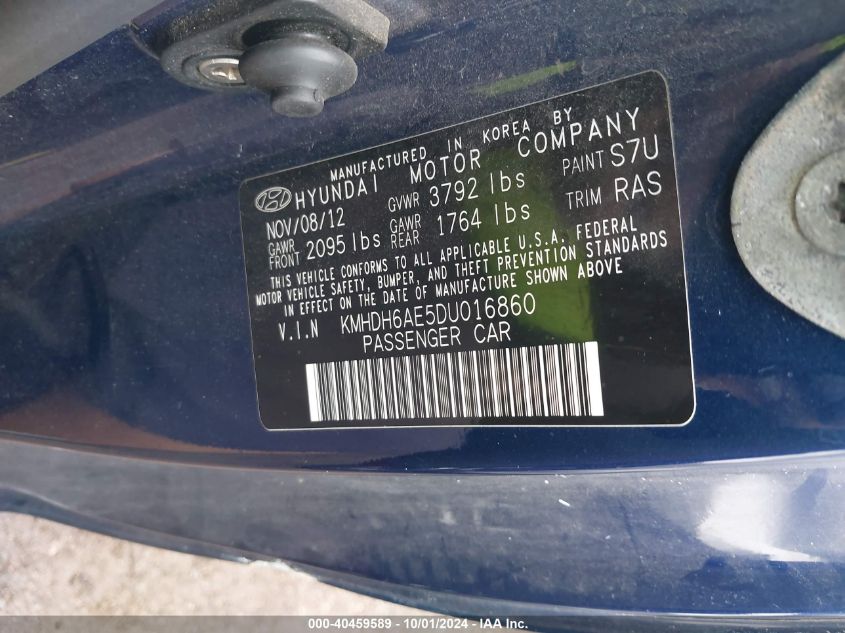 MANUFACTURED IN KOREA BY
HYUNDAI MOTOR COMPANY
NOV/08/12 GVWR 3792 lbs PAINT S7U
GAWR FRONT 2095 lbs GAWR REAR 1764 lbs TRIM RAS
THIS VEHICLE CONFORMS TO ALL APPLICABLE U.S.A. FEDERAL
MOTOR VEHICLE SAFETY, BUMPER, AND THEFT PREVENTION STANDARDS
IN EFFECT ON THE DATE OF MANUFACTURE SHOWN ABOVE
V.I.N KMHDH6AE5DU016860
PASSENGER CAR
000-40459589 - 10/01/2024 - IAA, Inc.